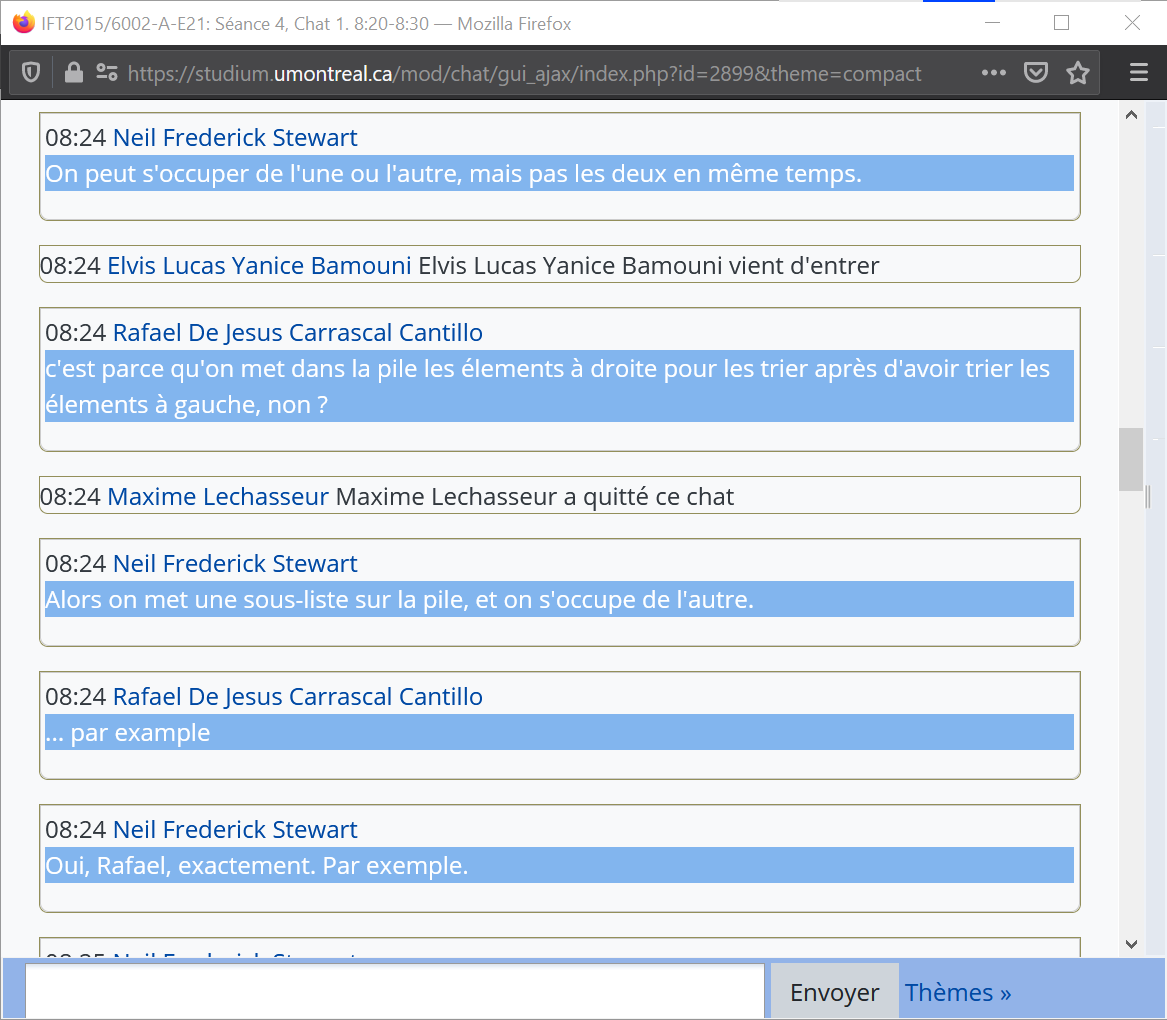 IFT2015/6002-A-E21: Séance 4, Chat 1. 8:20-8:30 — Mozilla Firefox
https://studium.umontreal.ca/mod/chat/gui_ajax/index.php?id=2899&theme=compact
08:24 Neil Frederick Stewart
On peut s'occuper de l'une ou l'autre, mais pas les deux en même temps.
08:24 Elvis Lucas Yanice Bamouni Elvis Lucas Yanice Bamouni vient d'entrer
08:24 Rafael De Jesus Carrascal Cantillo
c'est parce qu'on met dans la pile les élements à droite pour les trier après d'avoir trier les
élements à gauche, non ?
08:24 Maxime Lechasseur Maxime Lechasseur a quitté ce chat
08:24 Neil Frederick Stewart
Alors on met une sous-liste sur la pile, et on s'occupe de l'autre.
08:24 Rafael De Jesus Carrascal Cantillo
... par example
08:24 Neil Frederick Stewart
Oui, Rafael, exactement. Par exemple.
08:25 Neil Frederick Stewart
Envoyer Thèmes »